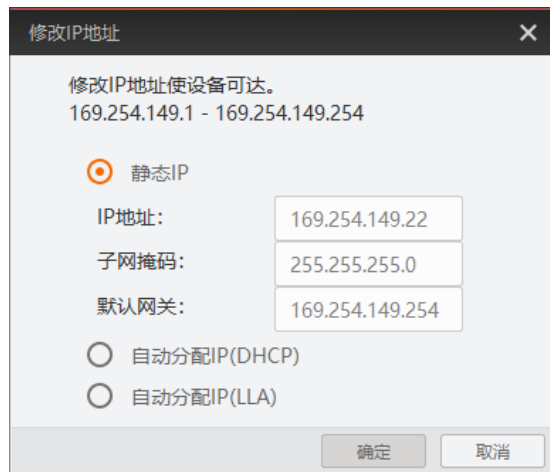 修改IP地址
修改IP地址使设备可达。
169.254.149.1 - 169.254.149.254
静态IP
IP地址: 169.254.149.22
子网掩码: 255.255.255.0
默认网关: 169.254.149.254
自动分配IP(DHCP)
自动分配IP(LLA)
确定 取消